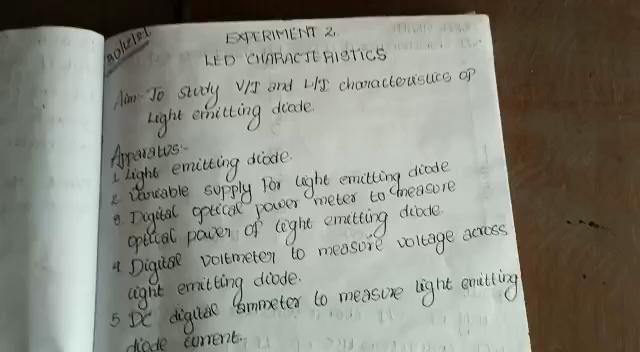 EXPERIMENT 2.
LED CHARACTERISTICS
Aim:- To study V/I and L/I characteristics of
Light emitting diode.
Apparatus:-
1. Light emitting diode.
2. Variable supply for light emitting diode
3. Digital optical power meter to measure
optical power of light emitting diode
4. Digital voltmeter to measure voltage across
light emitting diode.
5. DC digital ammeter to measure light emitting
diode current.